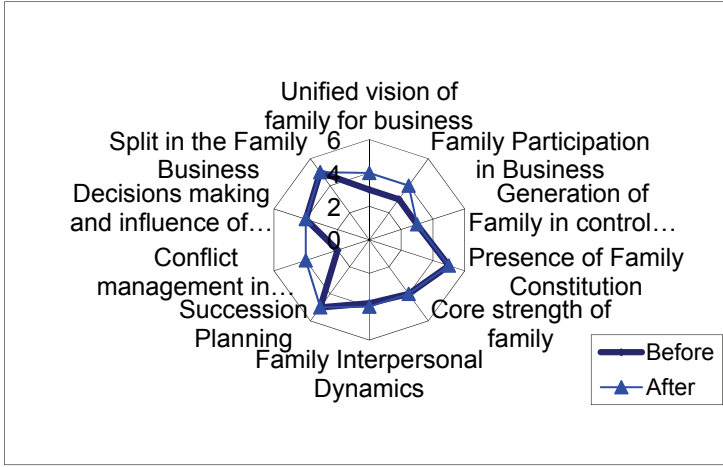 Unified vision of
family for business
Family Participation
in Business
Generation of
Family in control…
Presence of Family
Constitution
Core strength of
family
Family Interpersonal
Dynamics
Succession
Planning
Conflict
management in…
Decisions making
and influence of…
Split in the Family
Business
6
4
2
0
Before
After